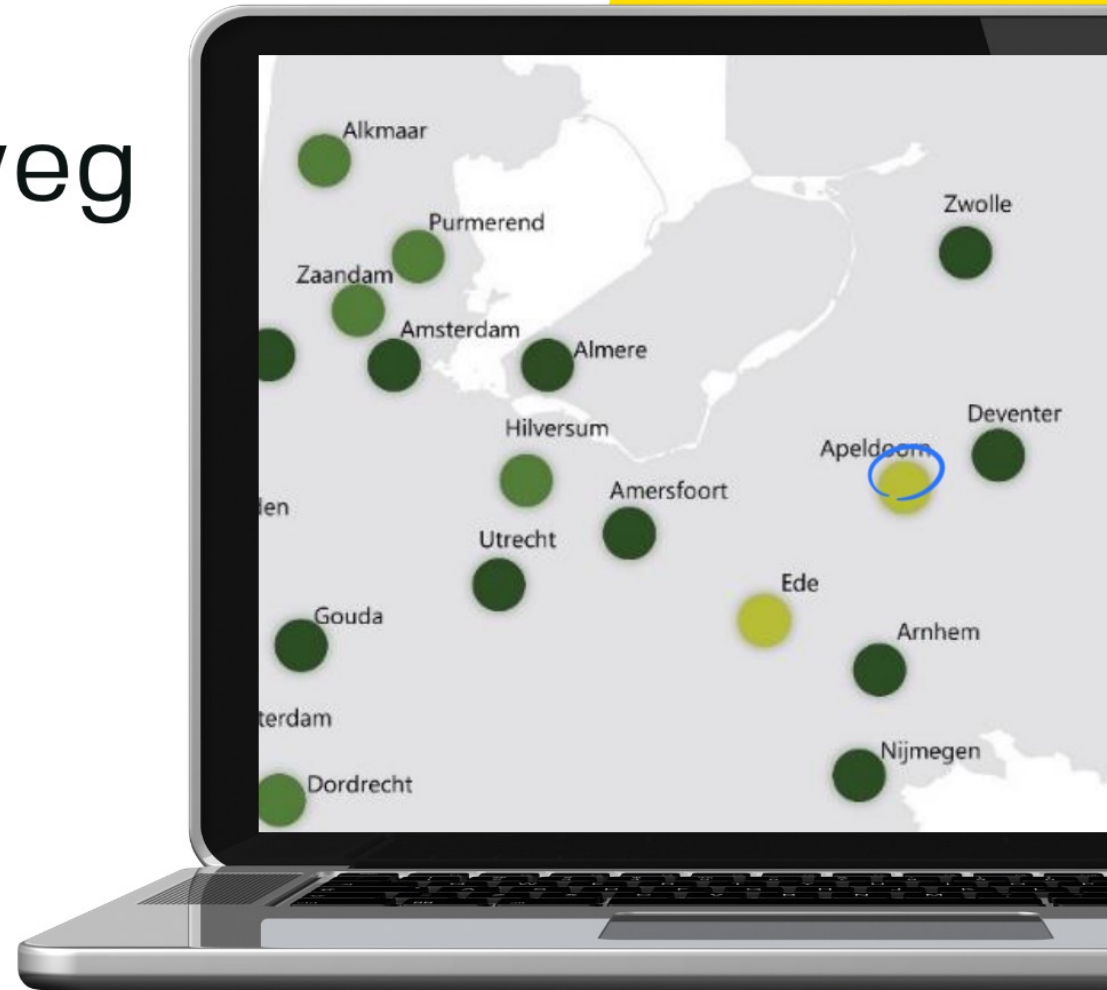 veg
Alkmaar
Zwolle
Purmerend
Zaandam
Amsterdam
Almere
Deventer
Hilversum
Apeldoorn
Amersfoort
den
Utrecht
Ede
Gouda
Arnhem
terdam
Nijmegen
Dordrecht